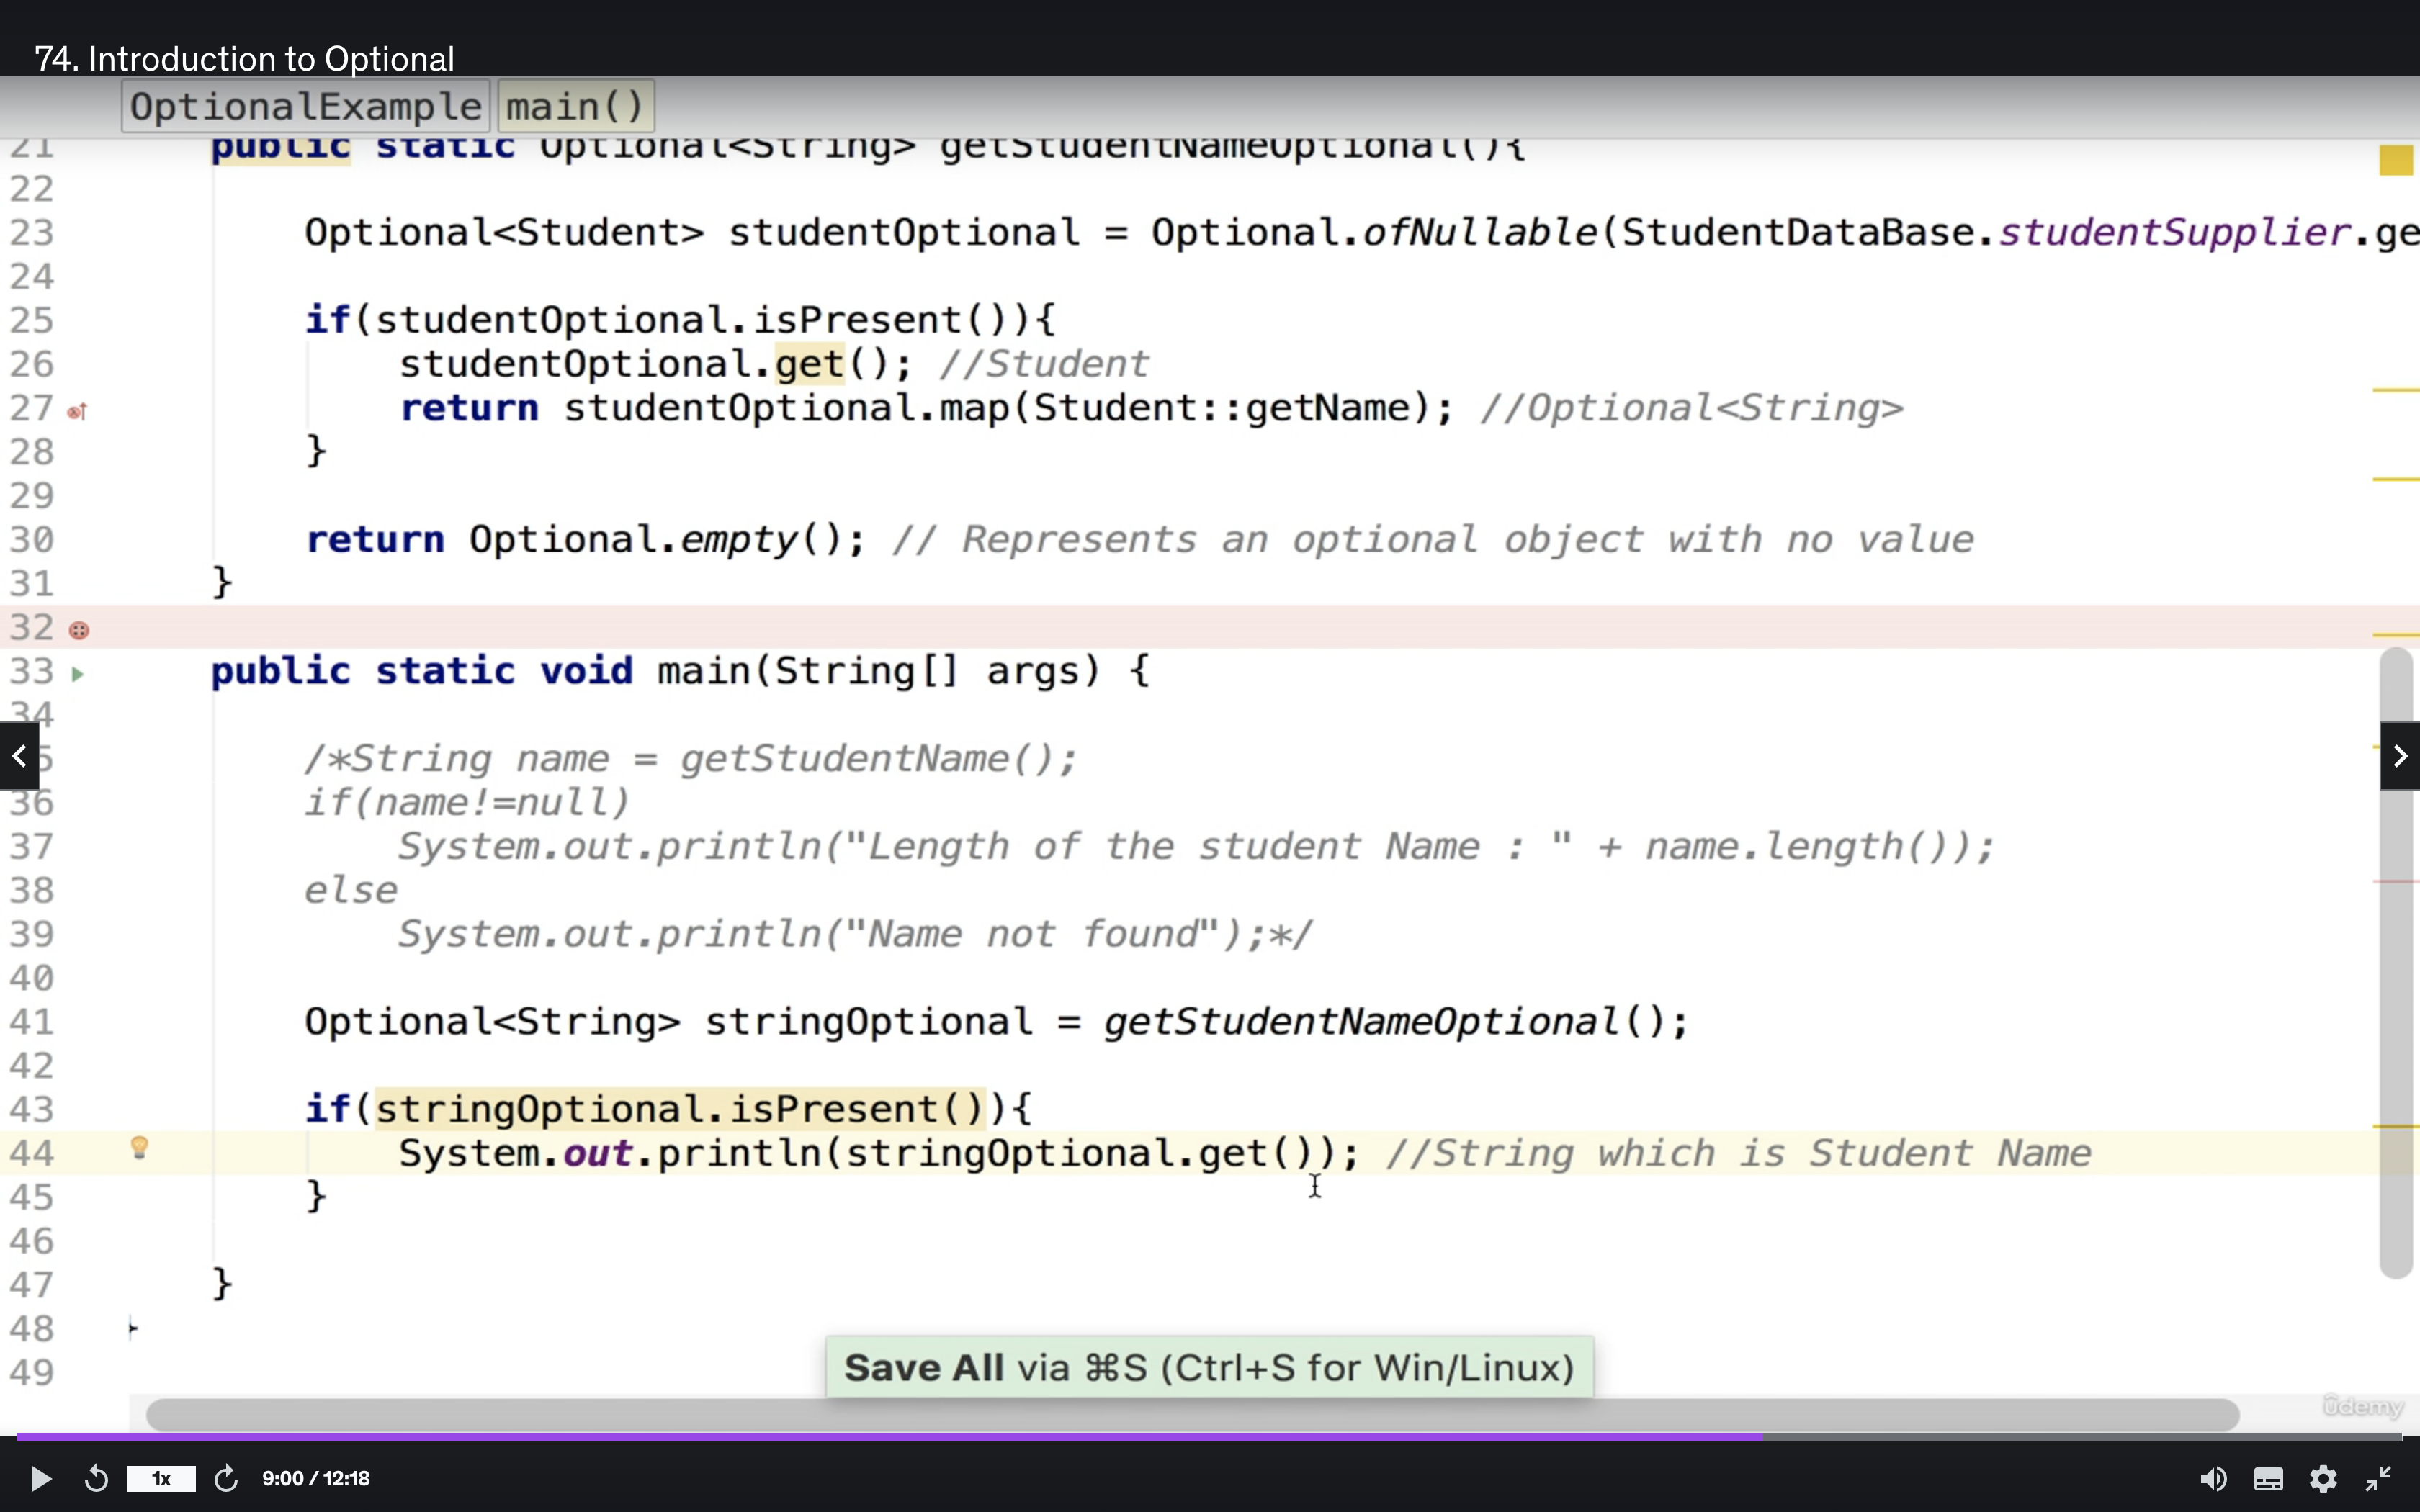 74. Introduction to Optional
OptionalExample main()
21 public static Optional<String> getStudentNameOptional(){
22
23 Optional<Student> studentOptional = Optional.ofNullable(StudentDataBase.studentSupplier.ge
24
25 if(studentOptional.isPresent()){
26 studentOptional.get(); //Student
27 return studentOptional.map(Student::getName); //Optional<String>
28 }
29
30 return Optional.empty(); // Represents an optional object with no value
31 }
32
33 public static void main(String[] args) {
34
5 /*String name = getStudentName();
36 if(name!=null)
37 System.out.println("Length of the student Name : " + name.length());
38 else
39 System.out.println("Name not found");*/
40
41 Optional<String> stringOptional = getStudentNameOptional();
42
43 if(stringOptional.isPresent()){
44 System.out.println(stringOptional.get()); //String which is Student Name
45 }
46
47 }
48 }
49
Save All via ⌘S (Ctrl+S for Win/Linux)
ûdemy
1x 9:00 / 12:18